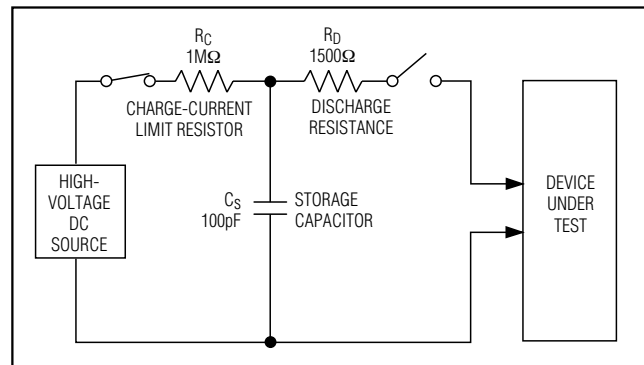 RC
1MΩ
CHARGE-CURRENT
LIMIT RESISTOR
RD
1500Ω
DISCHARGE
RESISTANCE
HIGH-
VOLTAGE
DC
SOURCE
CS
100pF
STORAGE
CAPACITOR
DEVICE
UNDER
TEST